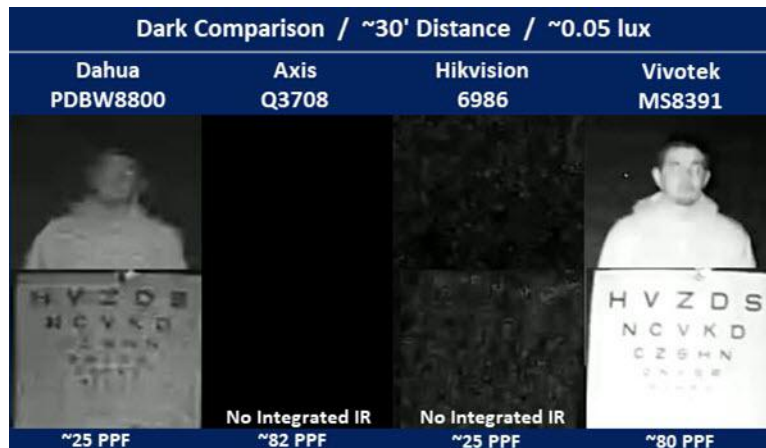 Dark Comparison / ~30' Distance / ~0.05 lux
Dahua Axis Hikvision Vivotek
PDBW8800 Q3708 6986 MS8391
H V Z D S H V Z D S
N C V K D N C V K D
C Z S H N C Z S H N
No Integrated IR No Integrated IR
~25 PPF ~82 PPF ~25 PPF ~80 PPF